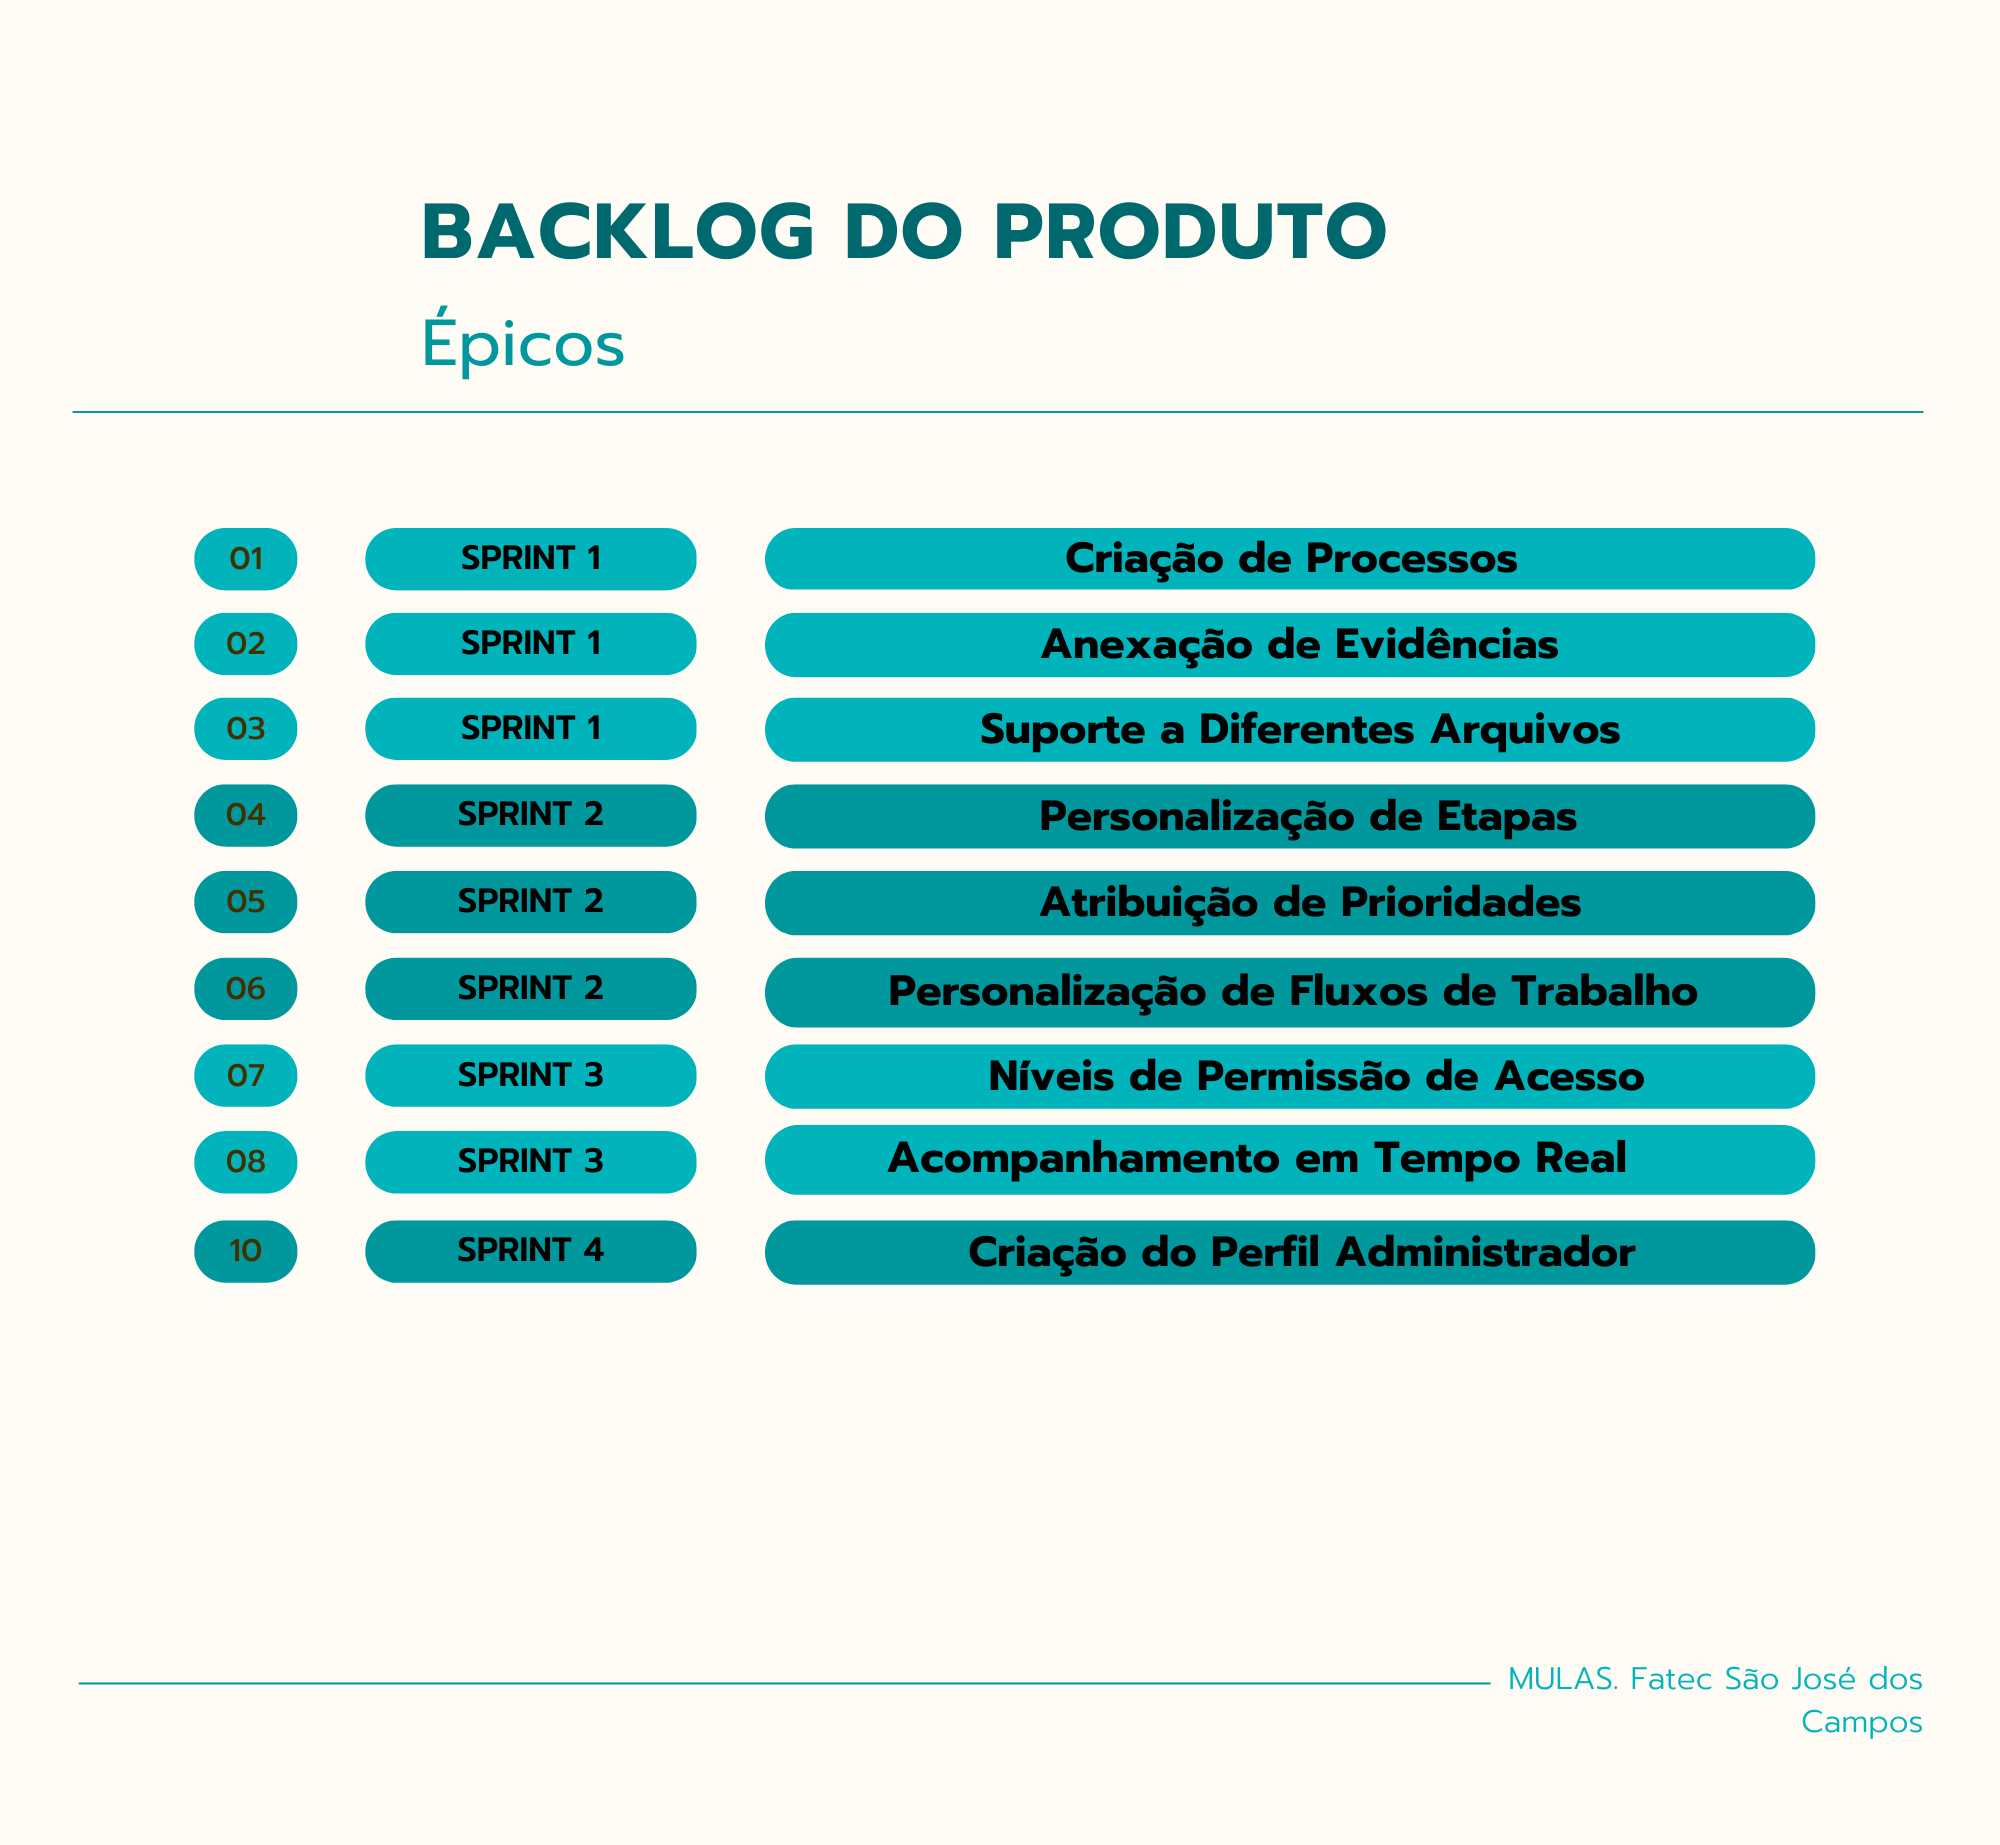 BACKLOG DO PRODUTO
Épicos
01 SPRINT 1 Criação de Processos
02 SPRINT 1 Anexação de Evidências
03 SPRINT 1 Suporte a Diferentes Arquivos
04 SPRINT 2 Personalização de Etapas
05 SPRINT 2 Atribuição de Prioridades
06 SPRINT 2 Personalização de Fluxos de Trabalho
07 SPRINT 3 Níveis de Permissão de Acesso
08 SPRINT 3 Acompanhamento em Tempo Real
10 SPRINT 4 Criação do Perfil Administrador
MULAS. Fatec São José dos
Campos